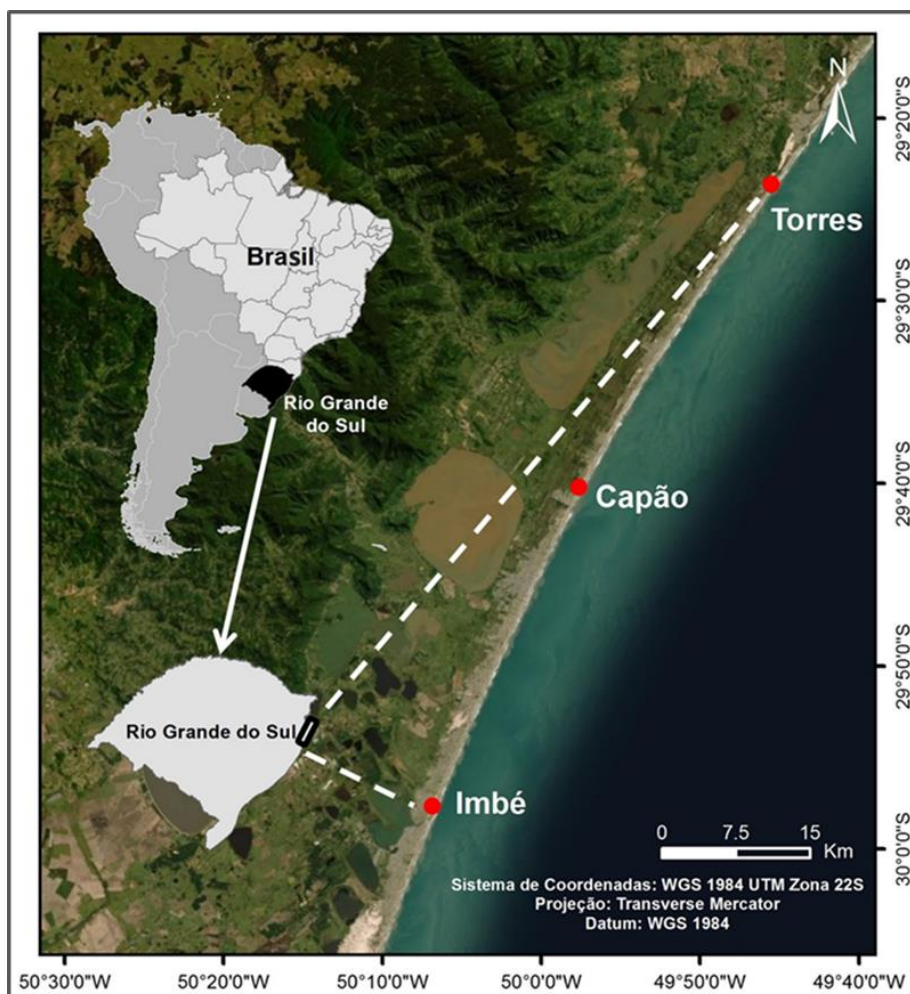 N
Torres
Brasil
Rio Grande
do Sul
Capão
Rio Grande do Sul
Imbé
0 7.5 15
Km
Sistema de Coordenadas: WGS 1984 UTM Zona 22S
Projeção: Transverse Mercator
Datum: WGS 1984
29°20'0"S
29°30'0"S
29°40'0"S
29°50'0"S
30°0'0"S
50°30'0"W 50°20'0"W 50°10'0"W 50°0'0"W 49°50'0"W 49°40'0"W